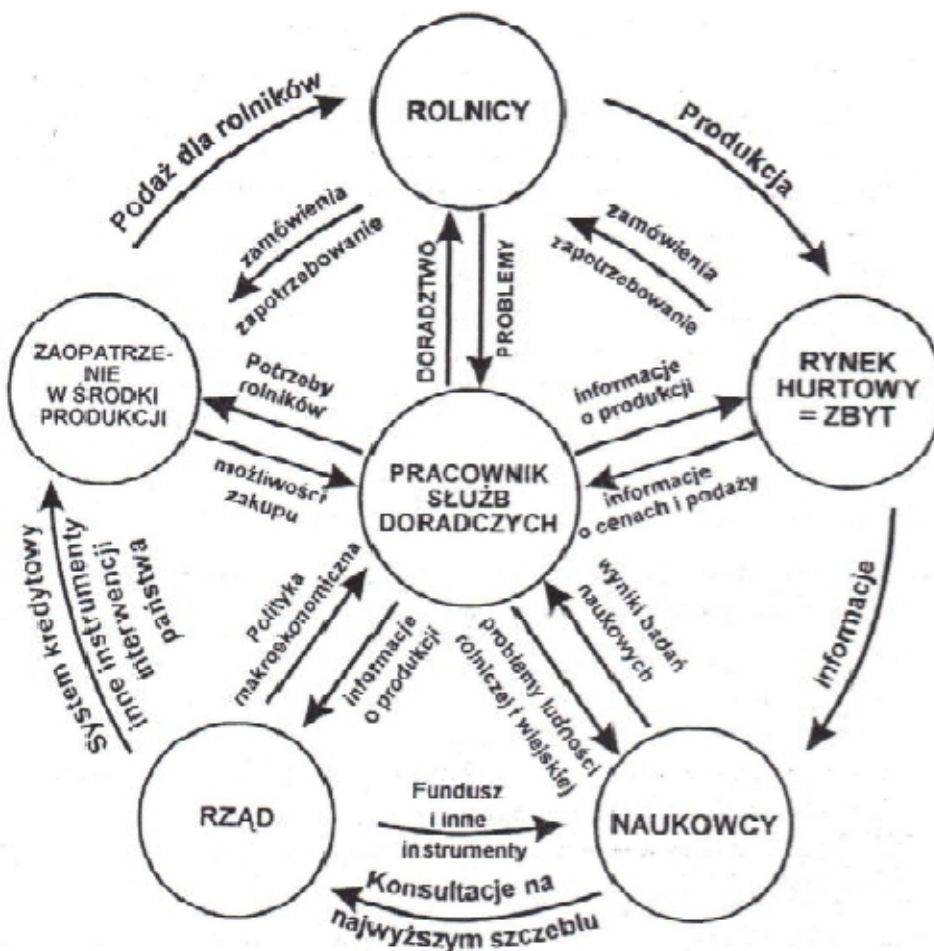 ROLNICY
Podaż dla rolników
Produkcja
zamówienia
zapotrzebowanie
zamówienia
zapotrzebowanie
DORADZTWO
PROBLEMY
ZAOPATRZE-
NIE
W ŚRODKI
PRODUKCJI
RYNEK
HURTOWY
= ZBYT
Potrzeby
rolników
informacje
o produkcji
możliwości
zakupu
PRACOWNIK
SŁUŻB
DORADCZYCH
informacje
o cenach i podaży
System kredytowy
inne instrumenty
interwencji
państwa
Polityka
makroekonomiczna
informacje
o produkcji
problemy ludności
rolniczej i wiejskiej
wyniki badań
naukowych
informacje
RZĄD
Fundusz
i inne
instrumenty
NAUKOWCY
Konsultacje na
najwyższym szczeblu